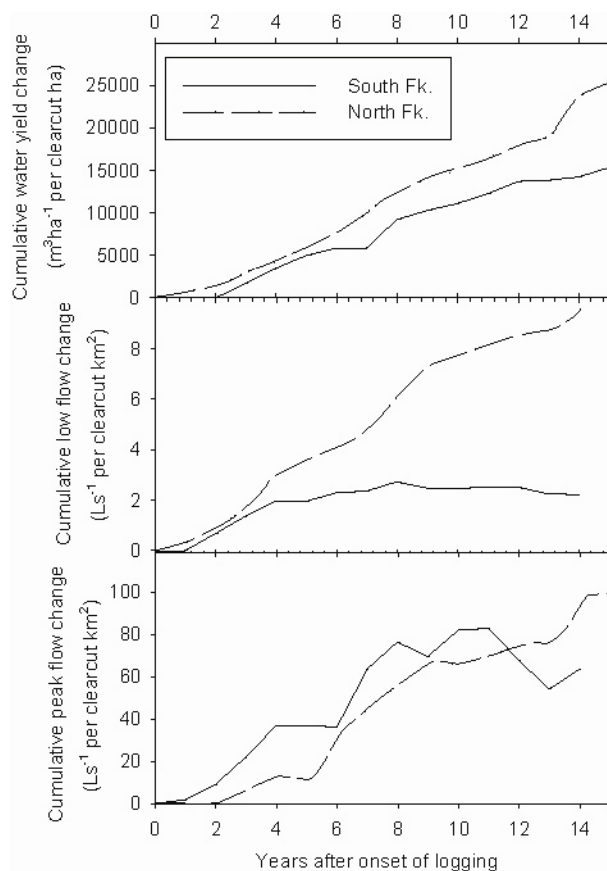 0 2 4 6 8 10 12 14
South Fk.
North Fk.
Cumulative water yield change
(m³ha⁻¹ per clearcut ha)
25000
20000
15000
10000
5000
0
Cumulative low flow change
(Ls⁻¹ per clearcut km²)
8
6
4
2
0
Cumulative peak flow change
(Ls⁻¹ per clearcut km²)
100
80
60
40
20
0
0 2 4 6 8 10 12 14
Years after onset of logging